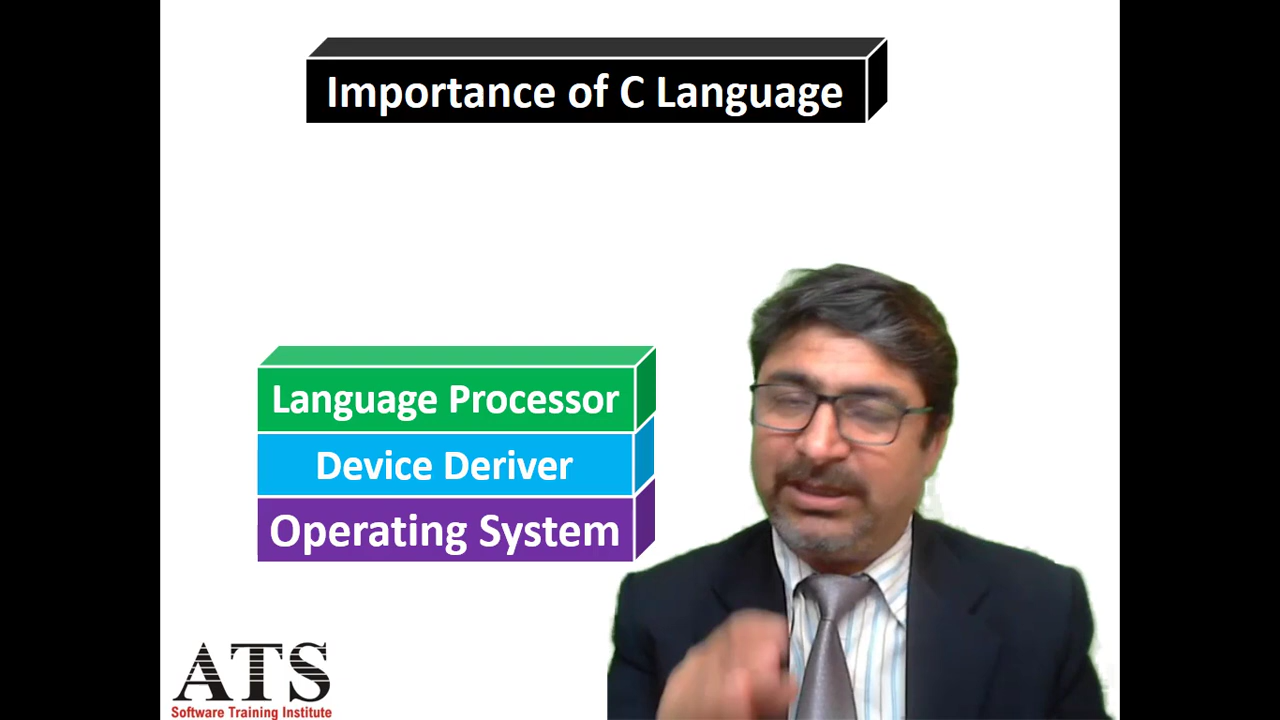 Importance of C Language
Language Processor
Device Deriver
Operating System
ATS
Software Training Institute